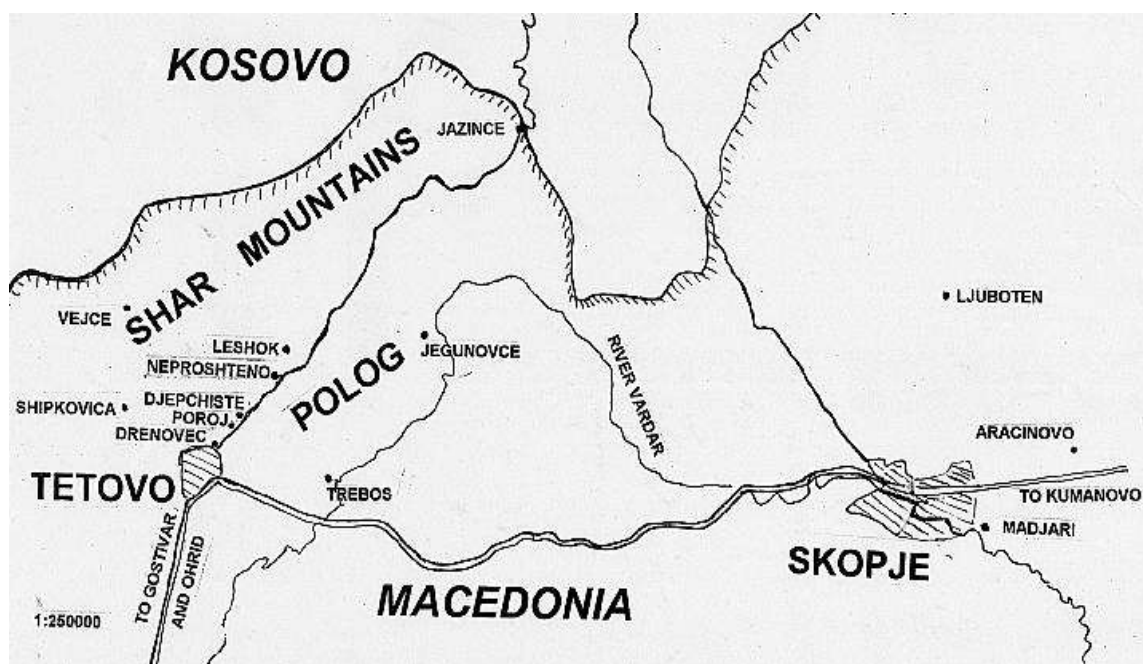 KOSOVO
JAZINCE
SHAR MOUNTAINS
LJUBOTEN
VEJCE
LESHOK
JEGUNOVCE
NEPROSHTENO
POLOG
RIVER VARDAR
DJEPCHISTE
SHIPKOVICA
POROJ
DRENOVEC
ARACINOVO
TETOVO
TREBOS
TO KUMANOVO
MADJARI
SKOPJE
TO GOSTIVAR
AND OHRID
MACEDONIA
1:250000